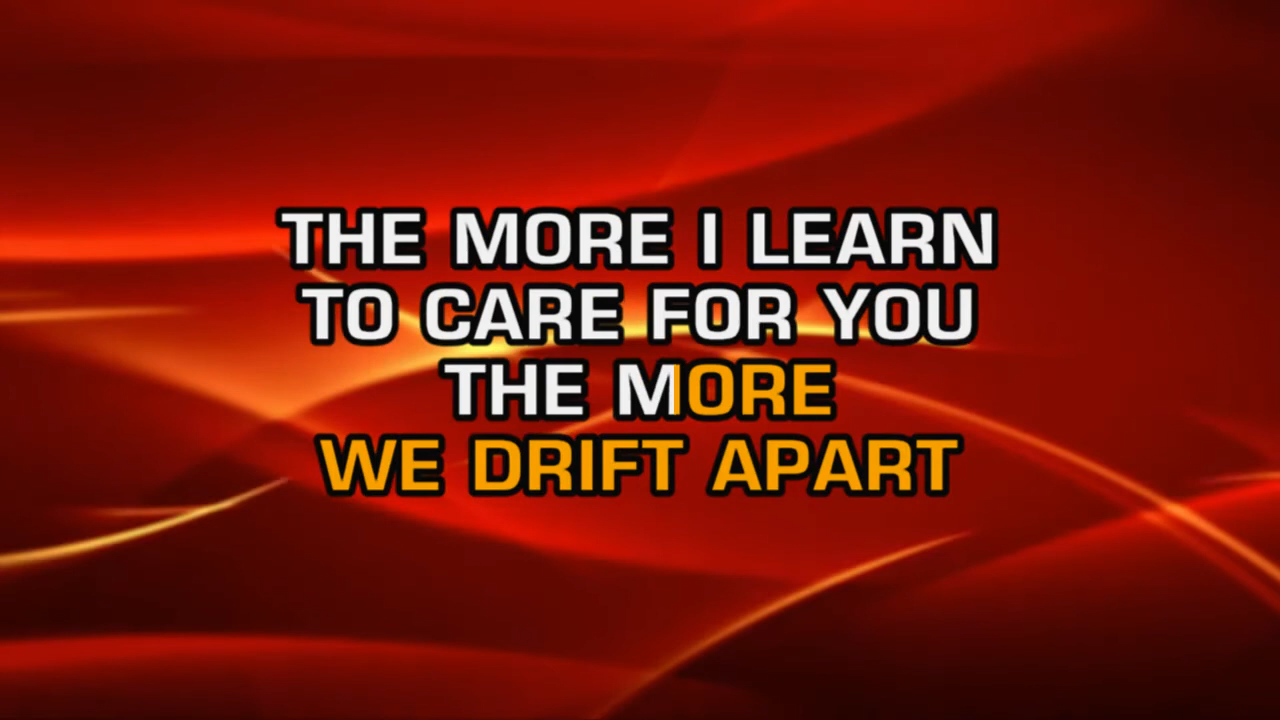 THE MORE I LEARN
TO CARE FOR YOU
THE MORE
WE DRIFT APART